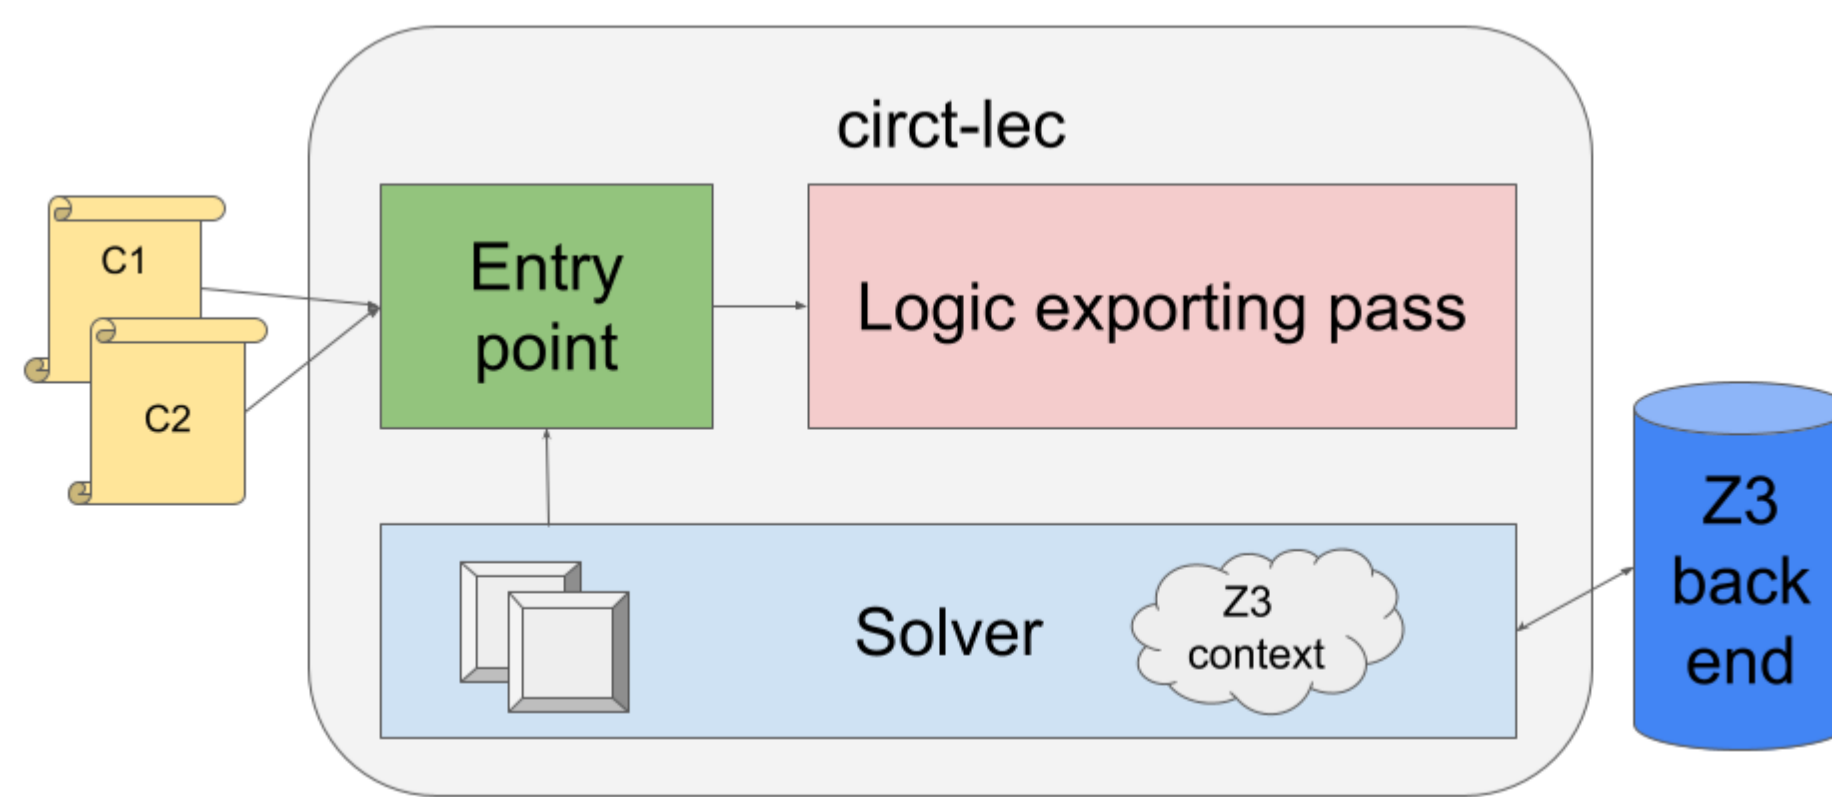 circt-lec
C1
C2
Entry
point
Logic exporting pass
Solver
Z3
context
Z3
back
end